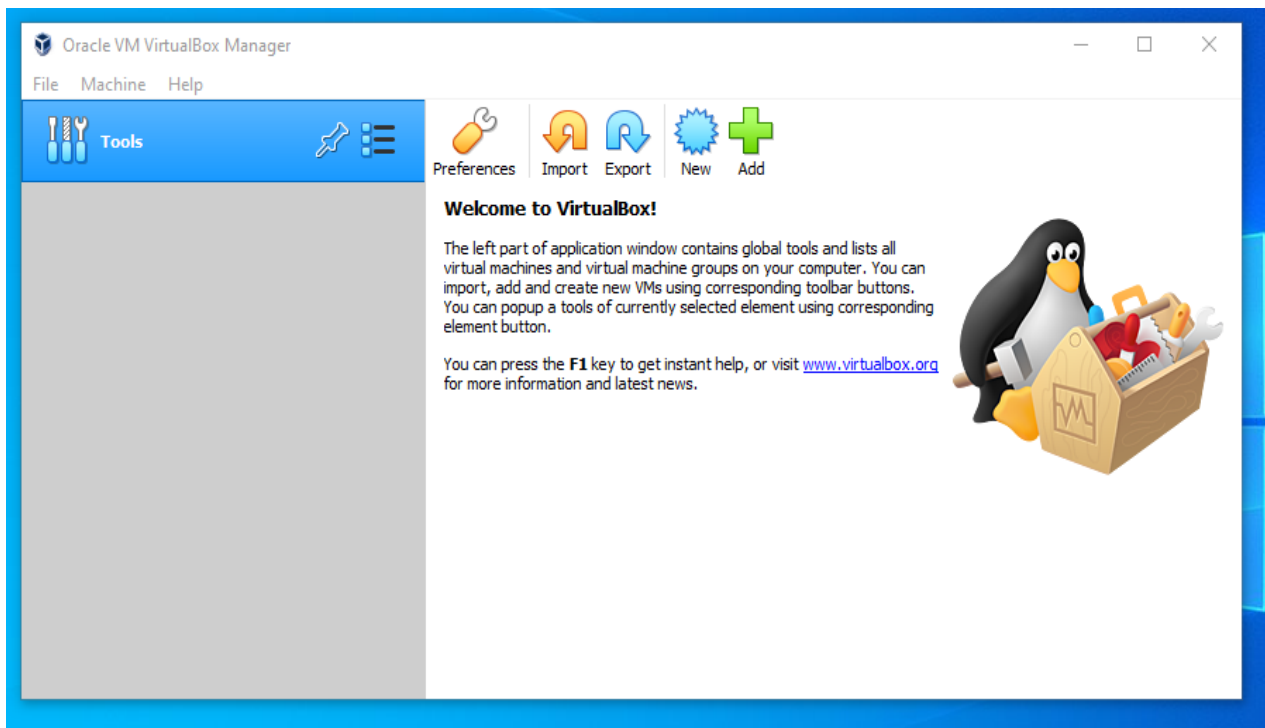 Oracle VM VirtualBox Manager
File Machine Help
Tools
Preferences Import Export New Add
Welcome to VirtualBox!
The left part of application window contains global tools and lists all
virtual machines and virtual machine groups on your computer. You can
import, add and create new VMs using corresponding toolbar buttons.
You can popup a tools of currently selected element using corresponding
element button.
You can press the F1 key to get instant help, or visit www.virtualbox.org
for more information and latest news.